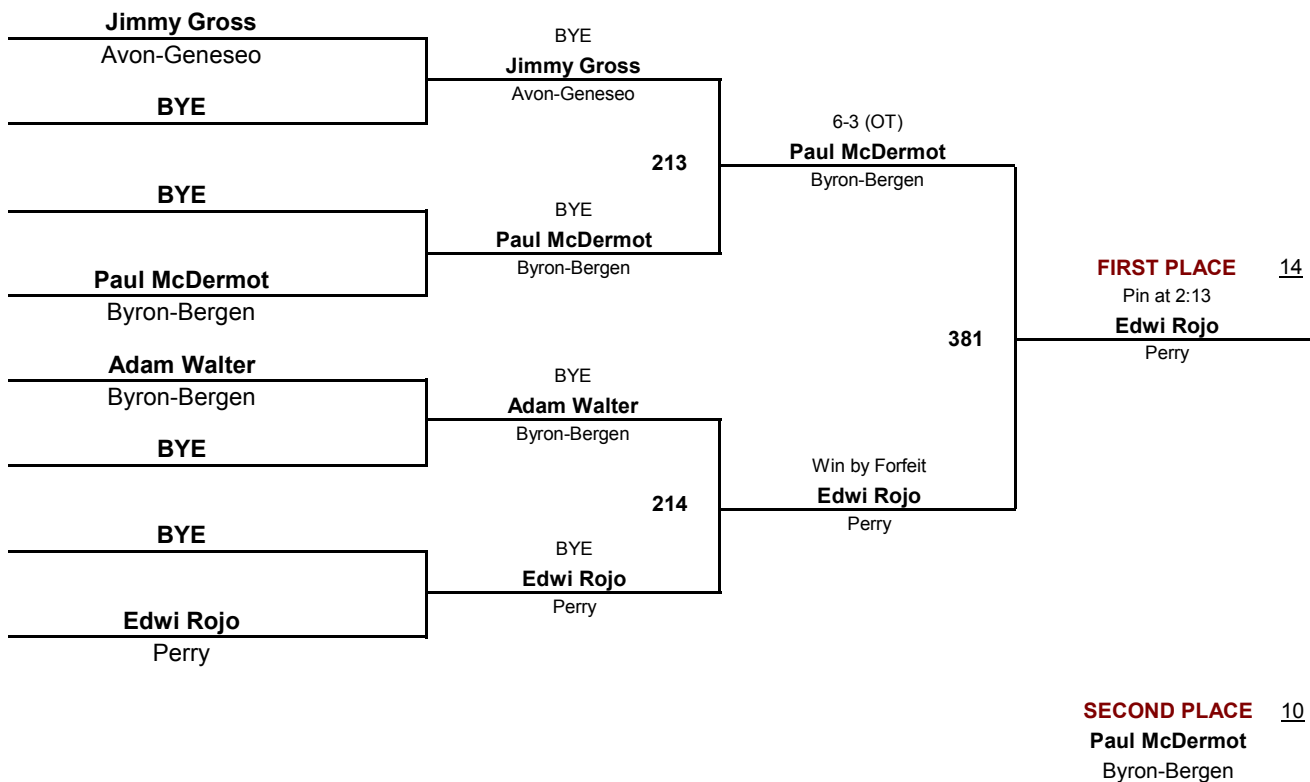 Jimmy Gross
Avon-Geneseo
BYE
BYE
Paul McDermot
Byron-Bergen
Adam Walter
Byron-Bergen
BYE
BYE
Edwi Rojo
Perry
BYE
Jimmy Gross
Avon-Geneseo
213
BYE
Paul McDermot
Byron-Bergen
BYE
Adam Walter
Byron-Bergen
214
BYE
Edwi Rojo
Perry
6-3 (OT)
Paul McDermot
Byron-Bergen
381
Win by Forfeit
Edwi Rojo
Perry
FIRST PLACE 14
Pin at 2:13
Edwi Rojo
Perry
SECOND PLACE 10
Paul McDermot
Byron-Bergen